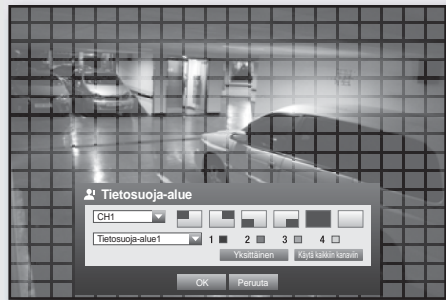 Tietosuoja-alue
CH1
Tietosuoja-alue1 1 2 3 4
Yksittäinen Käytä kaikkiin kanaviin
OK Peruuta